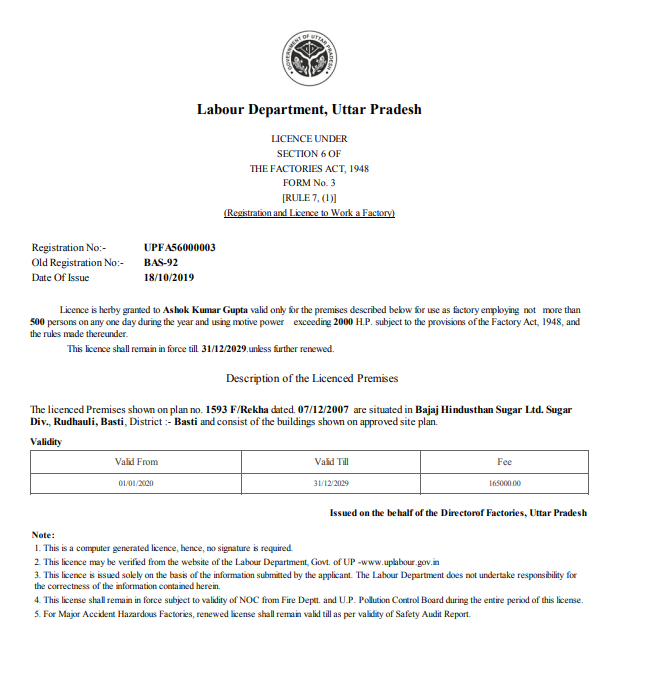 GOVERNMENT OF UTTAR PRADESH
Labour Department, Uttar Pradesh
LICENCE UNDER
SECTION 6 OF
THE FACTORIES ACT, 1948
FORM No. 3
[RULE 7, (1)]
(Registration and Licence to Work a Factory)
Registration No:- UPFA56000003
Old Registration No:- BAS-92
Date Of Issue 18/10/2019
Licence is herby granted to Ashok Kumar Gupta valid only for the premises described below for use as factory employing not more than
500 persons on any one day during the year and using motive power exceeding 2000 H.P. subject to the provisions of the Factory Act, 1948, and
the rules made thereunder.
This licence shall remain in force till 31/12/2029.unless further renewed.
Description of the Licenced Premises
The licenced Premises shown on plan no. 1593 F/Rekha dated. 07/12/2007 are situated in Bajaj Hindusthan Sugar Ltd. Sugar
Div., Rudhauli, Basti, District :- Basti and consist of the buildings shown on approved site plan.
Validity
Valid From Valid Till Fee
01/01/2020 31/12/2029 165000.00
Issued on the behalf of the Directorof Factories, Uttar Pradesh
Note:
1. This is a computer generated licence, hence, no signature is required.
2. This licence may be verified from the website of the Labour Department, Govt. of UP -www.uplabour.gov.in
3. This licence is issued solely on the basis of the information submitted by the applicant. The Labour Department does not undertake responsibility for
the correctness of the information contained herein.
4. This license shall remain in force subject to validity of NOC from Fire Deptt. and U.P. Pollution Control Board during the entire period of this license.
5. For Major Accident Hazardous Factories, renewed license shall remain valid till as per validity of Safety Audit Report.